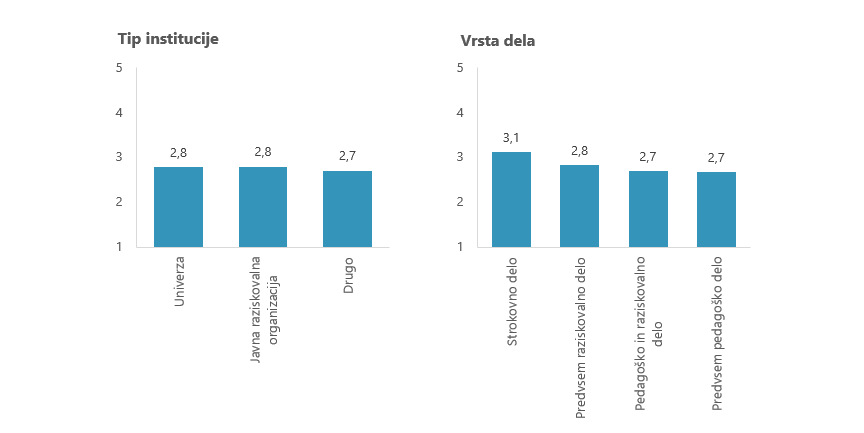 Tip institucije
5
4
3
2
1
2,8
2,8
2,7
Univerza
Javna raziskovalna
organizacija
Drugo
Vrsta dela
5
4
3
2
1
3,1
2,8
2,7
2,7
Strokovno delo
Predvsem raziskovalno delo
Pedagoško in raziskovalno
delo
Predvsem pedagoško delo